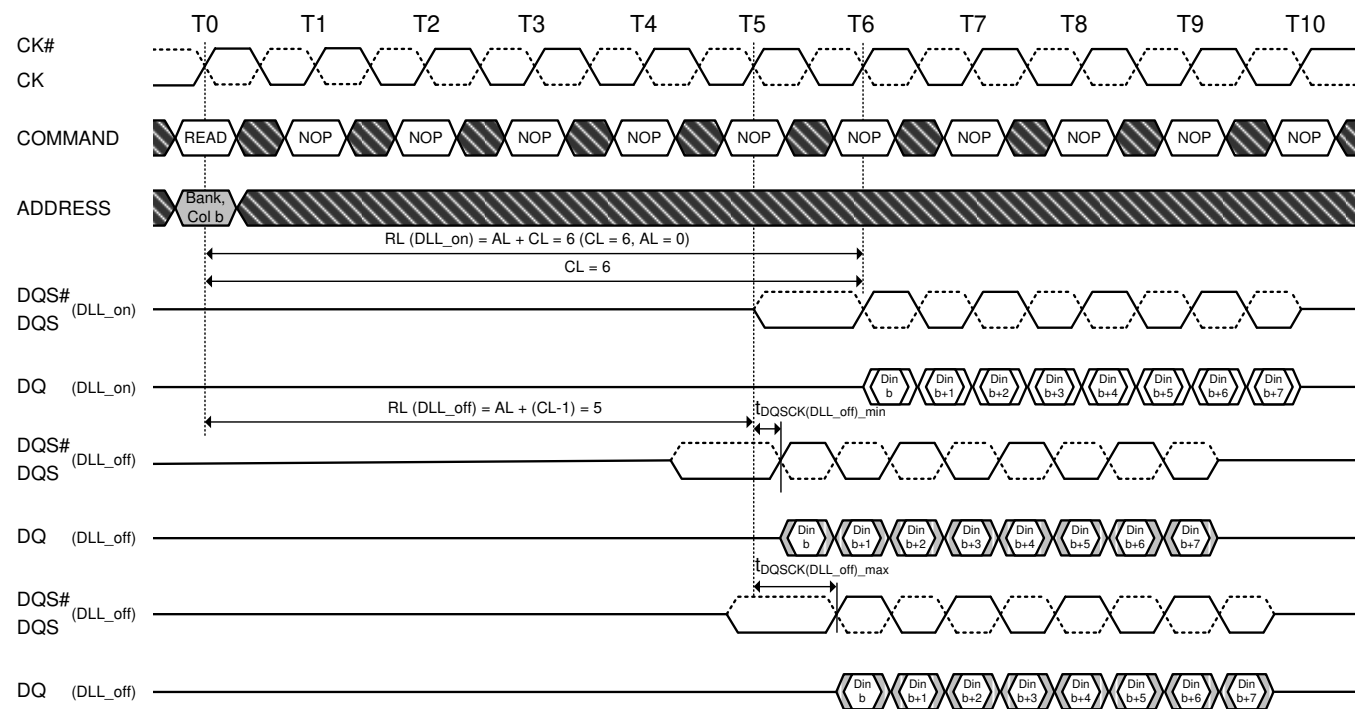 T0 T1 T2 T3 T4 T5 T6 T7 T8 T9 T10
CK#
CK
COMMAND READ NOP NOP NOP NOP NOP NOP NOP NOP NOP NOP
ADDRESS Bank, Col b
RL (DLL_on) = AL + CL = 6 (CL = 6, AL = 0)
CL = 6
DQS# (DLL_on)
DQS
DQ (DLL_on) Din b Din b+1 Din b+2 Din b+3 Din b+4 Din b+5 Din b+6 Din b+7
RL (DLL_off) = AL + (CL-1) = 5
tDQSCK(DLL_off)_min
DQS# (DLL_off)
DQS
DQ (DLL_off) Din b Din b+1 Din b+2 Din b+3 Din b+4 Din b+5 Din b+6 Din b+7
tDQSCK(DLL_off)_max
DQS# (DLL_off)
DQS
DQ (DLL_off) Din b Din b+1 Din b+2 Din b+3 Din b+4 Din b+5 Din b+6 Din b+7